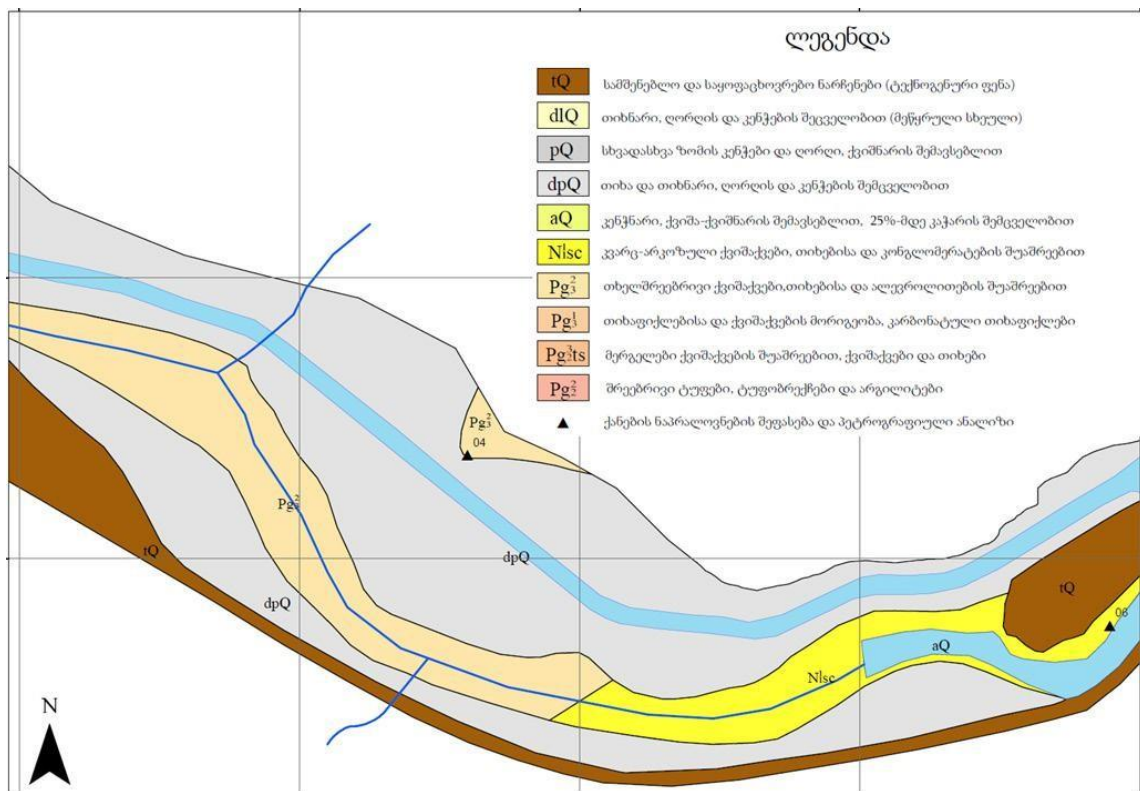 ლეგენდა
tQ სამშენებლო და საყოფაცხოვრებო ნარჩენები (ტექნოგენური ფენა)
dlQ თიხნარი, ღორღის და კენჭების შეცველობით (მეწყრული სხეული)
pQ სხვადასხვა ზომის კენჭები და ღორღი, ქვიშნარის შემავსებლით
dpQ თიხა და თიხნარი, ღორღის და კენჭების შემცველობით
aQ კენჭნარი, ქვიშა-ქვიშნარის შემავსებლით, 25%-მდე კაჭარის შემცველობით
N¹₁sc კვარც-არკოზული ქვიშაქვები, თიხებისა და კონგლომერატების შუაშრეებით
Pg²₃ თხელშრეებრივი ქვიშაქვები,თიხებისა და ალევროლითების შუაშრეებით
Pg¹₃ თიხაფიქლებისა და ქვიშაქვების მორიგეობა, კარბონატული თიხაფიქლები
Pg³₂ts მერგელები ქვიშაქვების შუაშრეებით, ქვიშაქვები და თიხები
Pg²₂ შრეებრივი ტუფები, ტუფობრექჩები და არგილიტები
ქანების ნაპრალოვნების შეფასება და პეტროგრაფიული ანალიზი
Pg²₃
04
Pg²₃
tQ
dpQ
dpQ
tQ
06
aQ
N¹₁sc
N